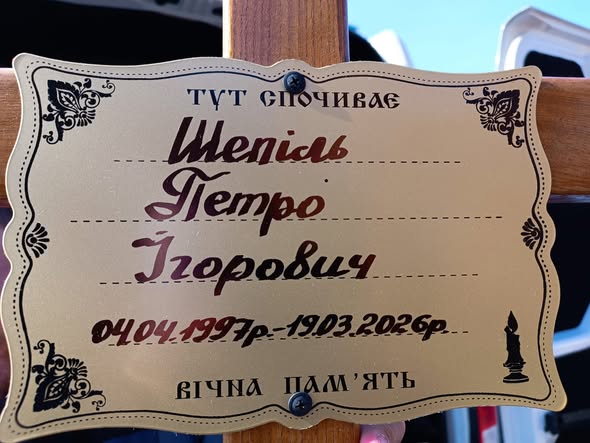 ТУТ СПОЧИВАЄ
Шепіль
Петро
Ігорович
04.04.1997р.-19.03.2026р.
ВІЧНА ПАМ'ЯТЬ